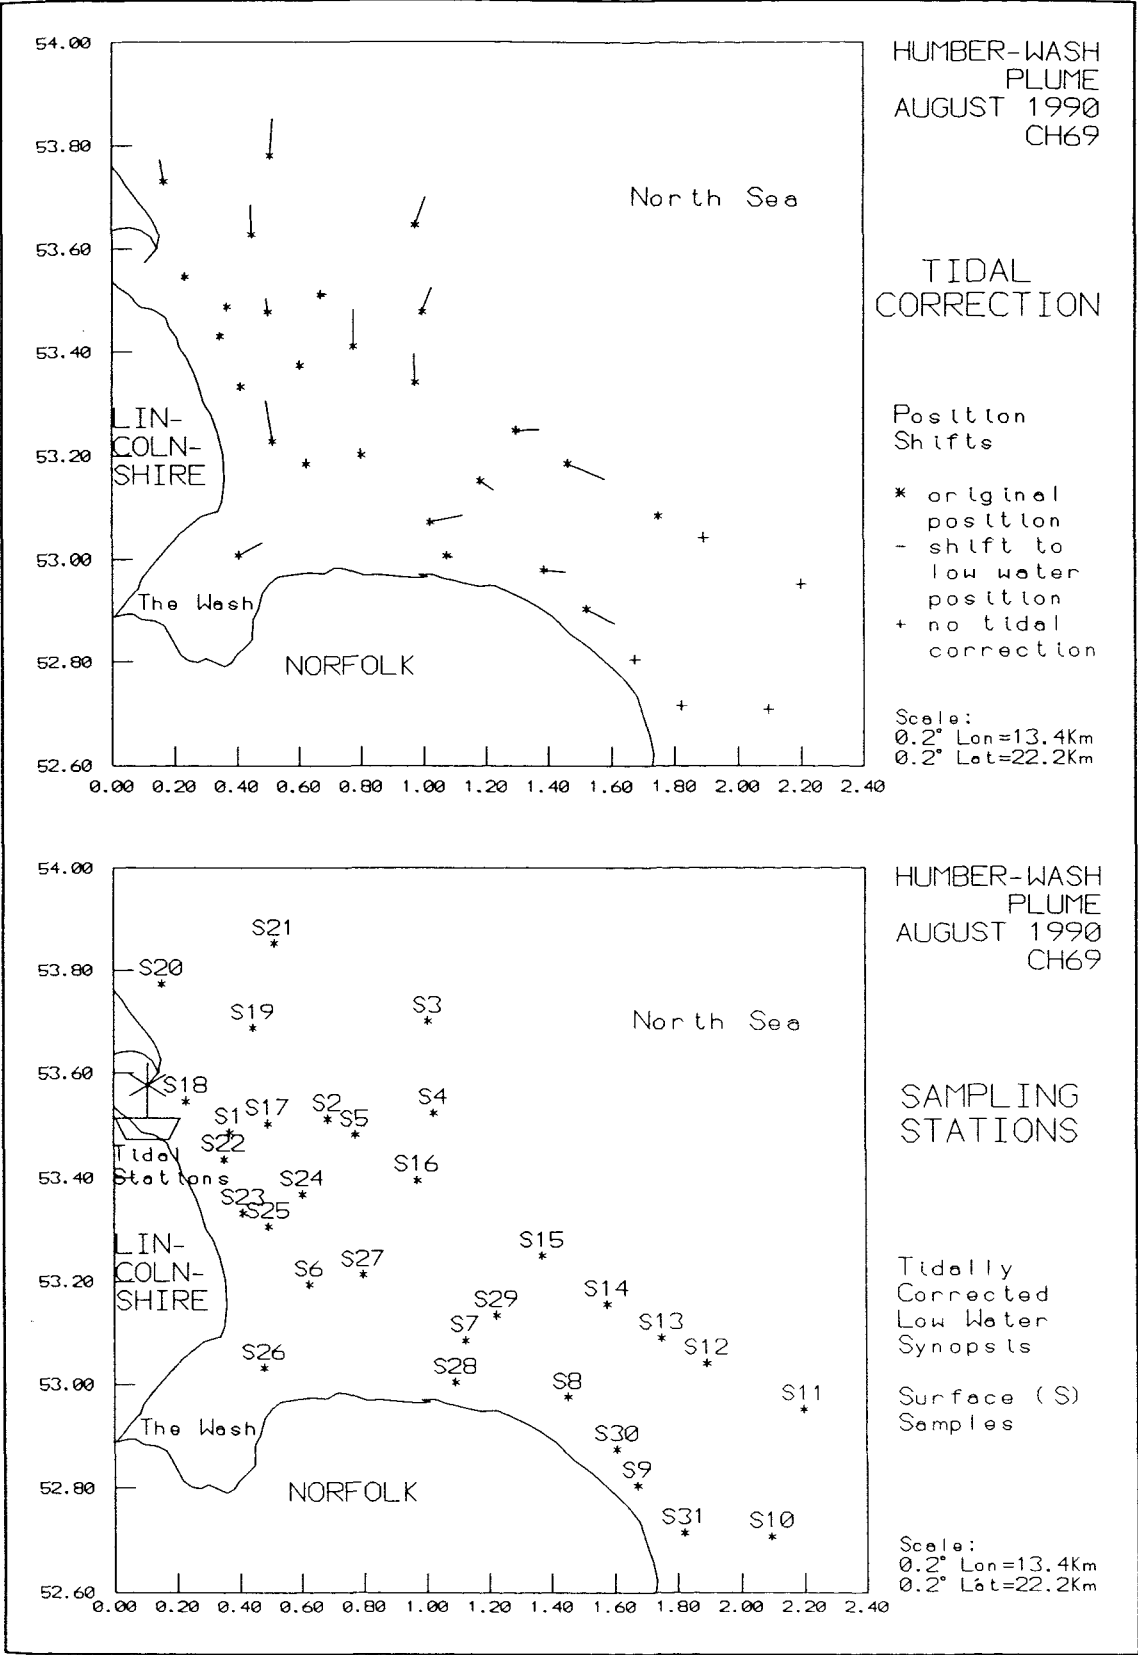 54.00
53.80
53.60
53.40
53.20
53.00
52.80
52.60
0.00 0.20 0.40 0.60 0.80 1.00 1.20 1.40 1.60 1.80 2.00 2.20 2.40
North Sea
LIN-
COLN-
SHIRE
The Wash
NORFOLK
HUMBER-WASH
PLUME
AUGUST 1990
CH69
TIDAL
CORRECTION
Position
Shifts
* original
position
- shift to
low water
position
+ no tidal
correction
Scale:
0.2° Lon=13.4Km
0.2° Lat=22.2Km
54.00
53.80
53.60
53.40
53.20
53.00
52.80
52.60
0.00 0.20 0.40 0.60 0.80 1.00 1.20 1.40 1.60 1.80 2.00 2.20 2.40
S21
S20
S19
S3
North Sea
S18
S1
S17
S2
S5
S4
S22
Tidal
Stations
S16
S24
S23
S25
LIN-
COLN-
SHIRE
S6
S27
S15
S14
S29
S7
S13
S12
S26
S28
S8
S11
The Wash
S30
S9
NORFOLK
S31
S10
HUMBER-WASH
PLUME
AUGUST 1990
CH69
SAMPLING
STATIONS
Tidally
Corrected
Low Water
Synopsis
Surface (S)
Samples
Scale:
0.2° Lon=13.4Km
0.2° Lat=22.2Km